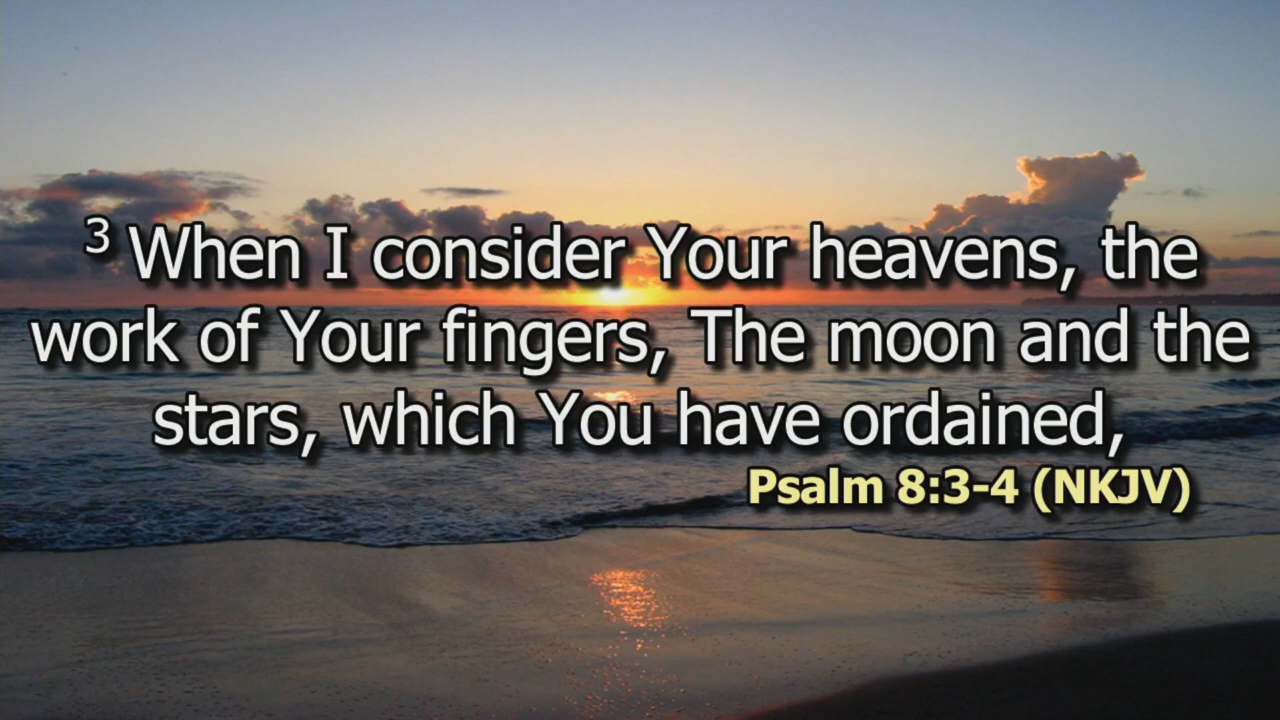 3 When I consider Your heavens, the
work of Your fingers, The moon and the
stars, which You have ordained,
Psalm 8:3-4 (NKJV)